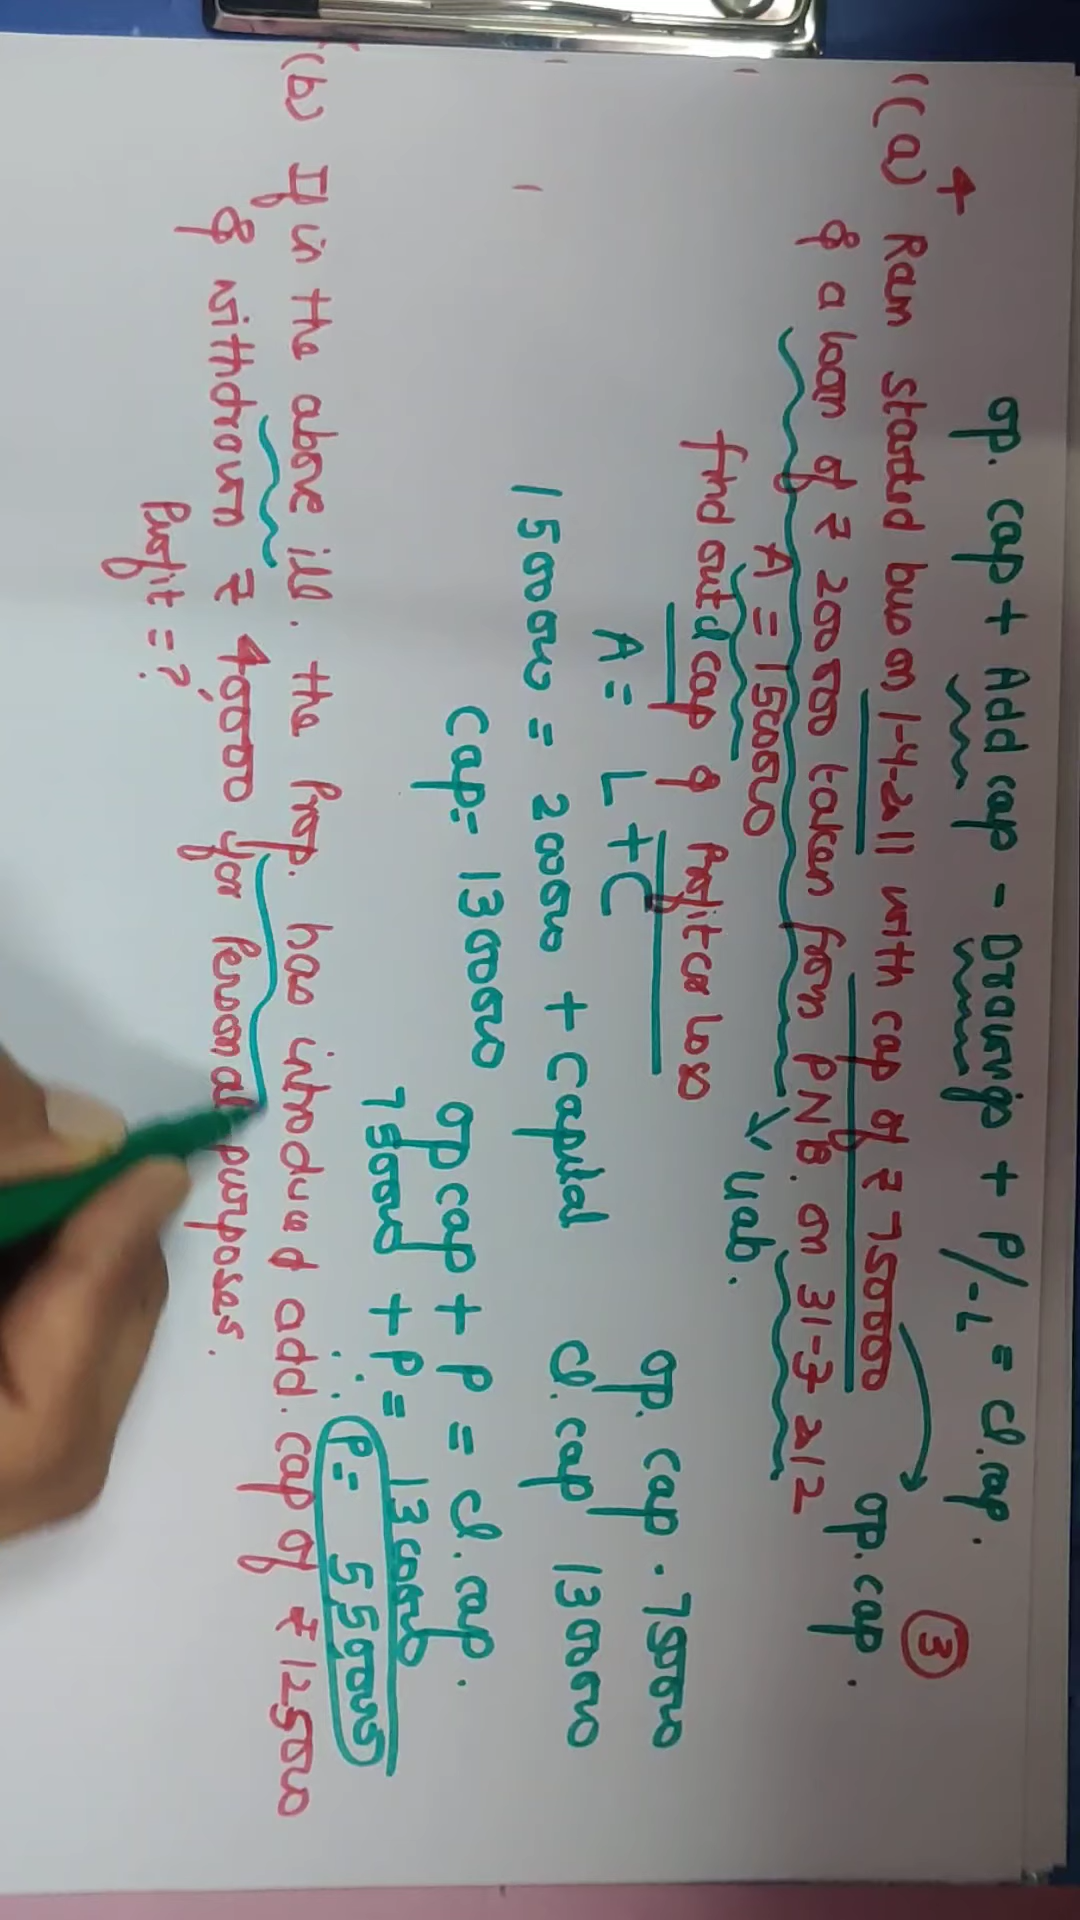 op. cap + Add cap - Drawings + P/-L = cl. cap.
③
(a) Ram started bus on 1-4-2011 with cap of ₹ 750000
op. cap.
& a loan of ₹ 200000 taken from PNB. on 31-3-2012
A = 1500000
→ Liab.
find out cl cap & Profit or loss
op. cap . 750000
A = L + C
cl. cap 1300000
1500000 = 200000 + Capital
Cap = 1300000
op cap + P = cl. cap.
750000 + P = 1300000
∴ P = 550000
(b) If in the above ill. the Prop. has introduced add. cap of ₹ 125000
& withdrawn ₹ 40000 for Personal purposes.
Profit = ?